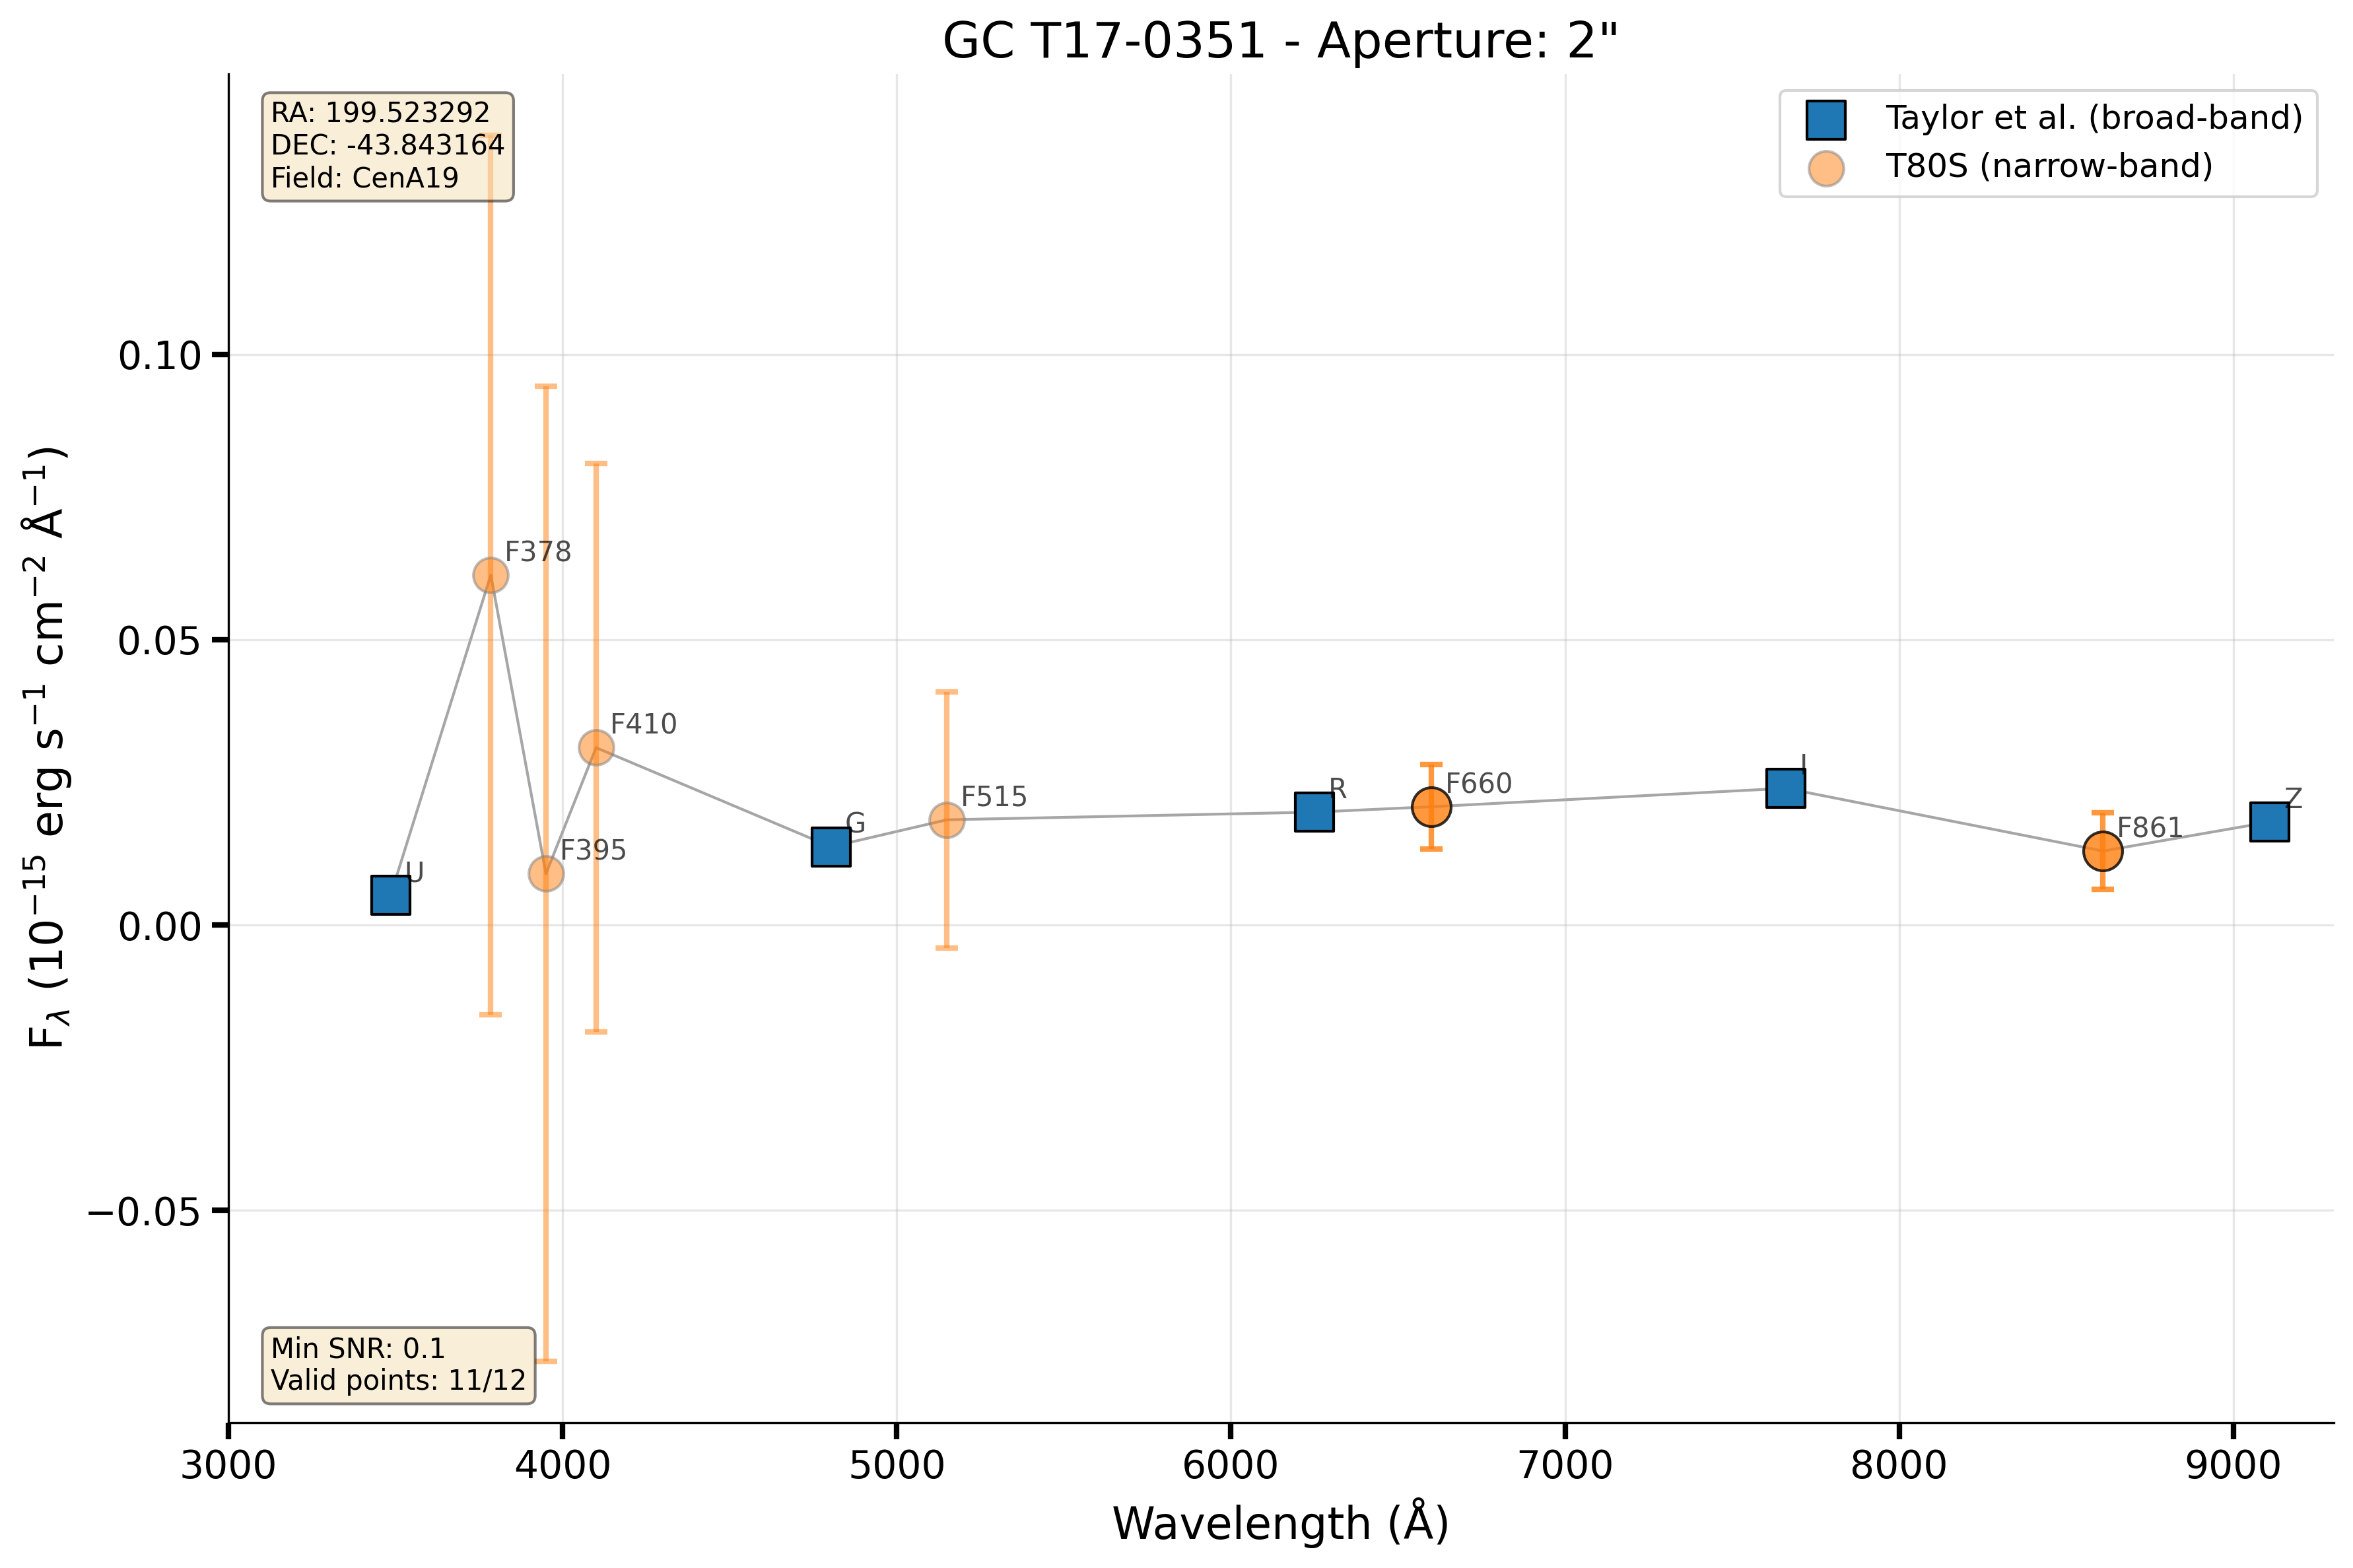 GC T17-0351 - Aperture: 2"
RA: 199.523292
DEC: -43.843164
Field: CenA19
Taylor et al. (broad-band)
T80S (narrow-band)
0.10
0.05
0.00
−0.05
F_λ (10⁻¹⁵ erg s⁻¹ cm⁻² Å⁻¹)
U
F378
F395
F410
G
F515
R
F660
I
F861
Z
Min SNR: 0.1
Valid points: 11/12
3000 4000 5000 6000 7000 8000 9000
Wavelength (Å)